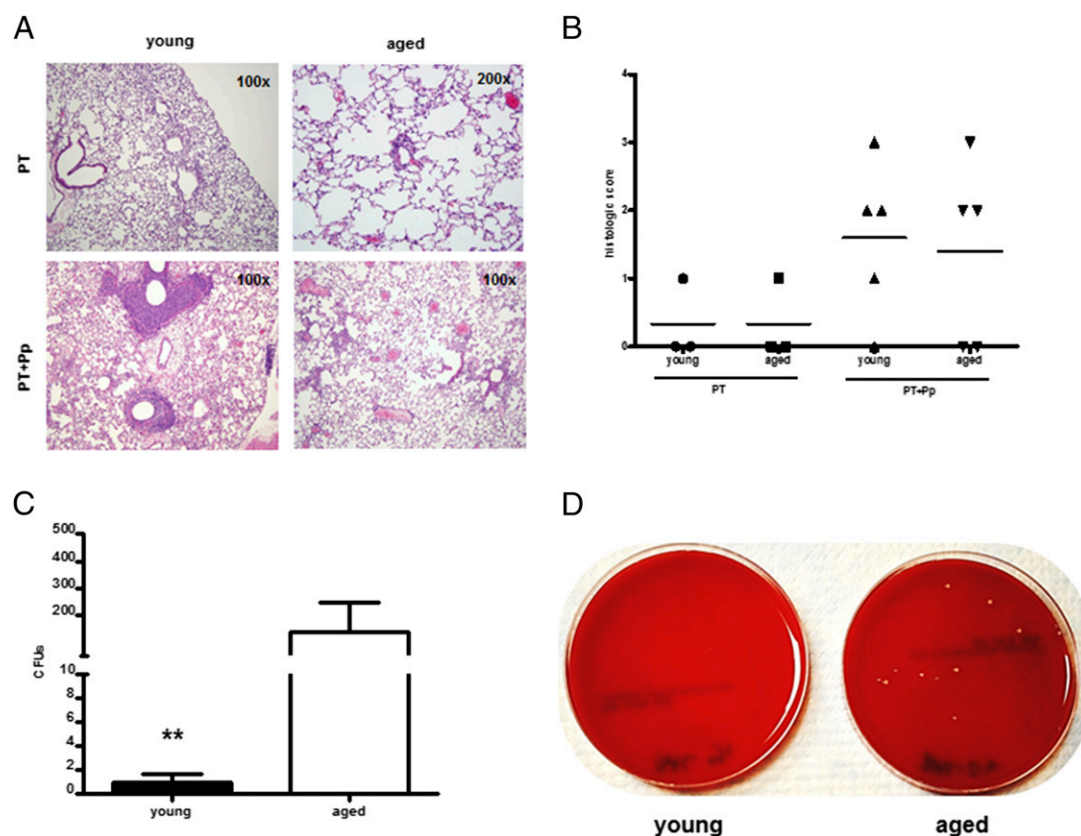 A
young
aged
PT
100x
200x
PT+Pp
100x
100x
B
histologic score
4
3
2
1
0
young
aged
young
aged
PT
PT+Pp
C
CFUs
500
400
300
200
10
8
6
4
2
0
**
young
aged
D
young
aged